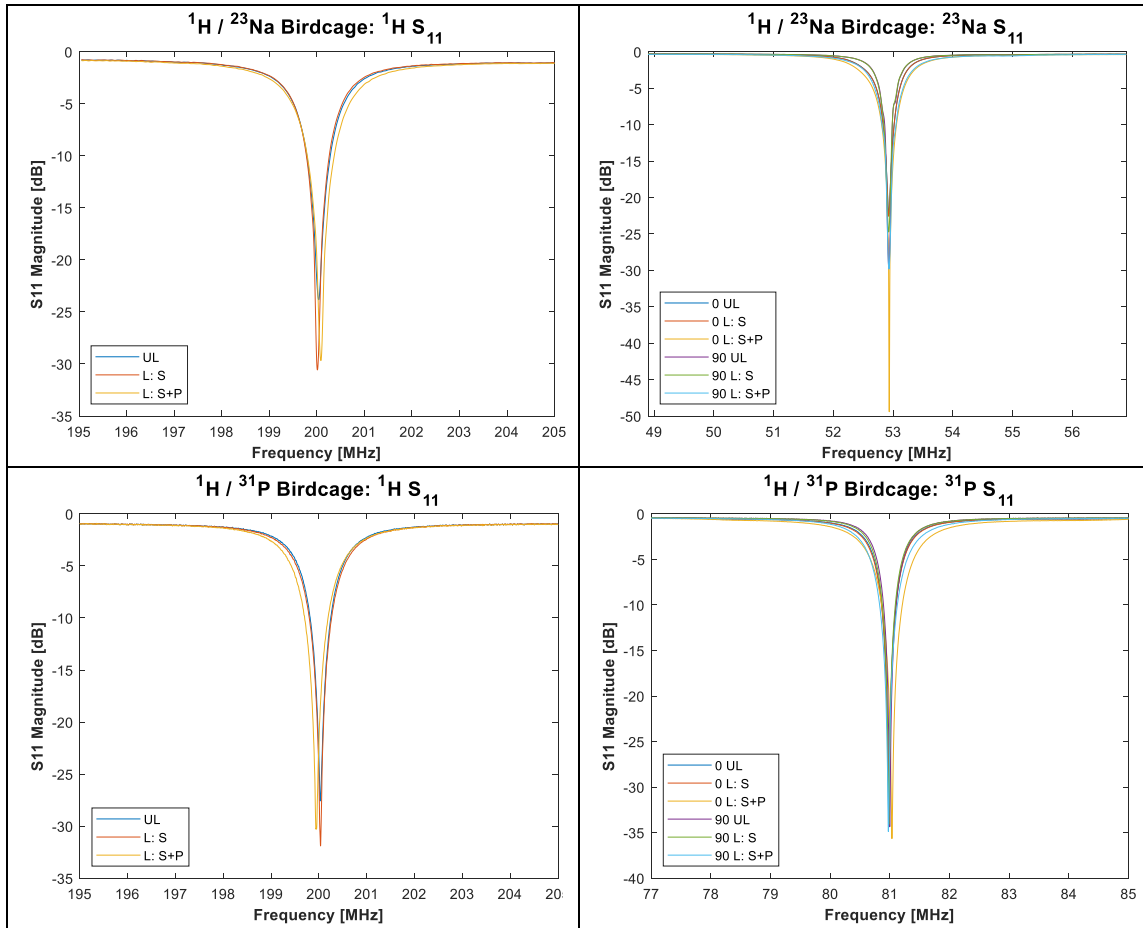 ¹H / ²³Na Birdcage: ¹H S₁₁
0
-5
-10
-15
-20
-25
-30
-35
S11 Magnitude [dB]
UL
L: S
L: S+P
195 196 197 198 199 200 201 202 203 204 205
Frequency [MHz]
¹H / ²³Na Birdcage: ²³Na S₁₁
0
-5
-10
-15
-20
-25
-30
-35
-40
-45
-50
S11 Magnitude [dB]
0 UL
0 L: S
0 L: S+P
90 UL
90 L: S
90 L: S+P
49 50 51 52 53 54 55 56
Frequency [MHz]
¹H / ³¹P Birdcage: ¹H S₁₁
0
-5
-10
-15
-20
-25
-30
-35
S11 Magnitude [dB]
UL
L: S
L: S+P
195 196 197 198 199 200 201 202 203 204 20
Frequency [MHz]
¹H / ³¹P Birdcage: ³¹P S₁₁
0
-5
-10
-15
-20
-25
-30
-35
-40
S11 Magnitude [dB]
0 UL
0 L: S
0 L: S+P
90 UL
90 L: S
90 L: S+P
77 78 79 80 81 82 83 84 85
Frequency [MHz]